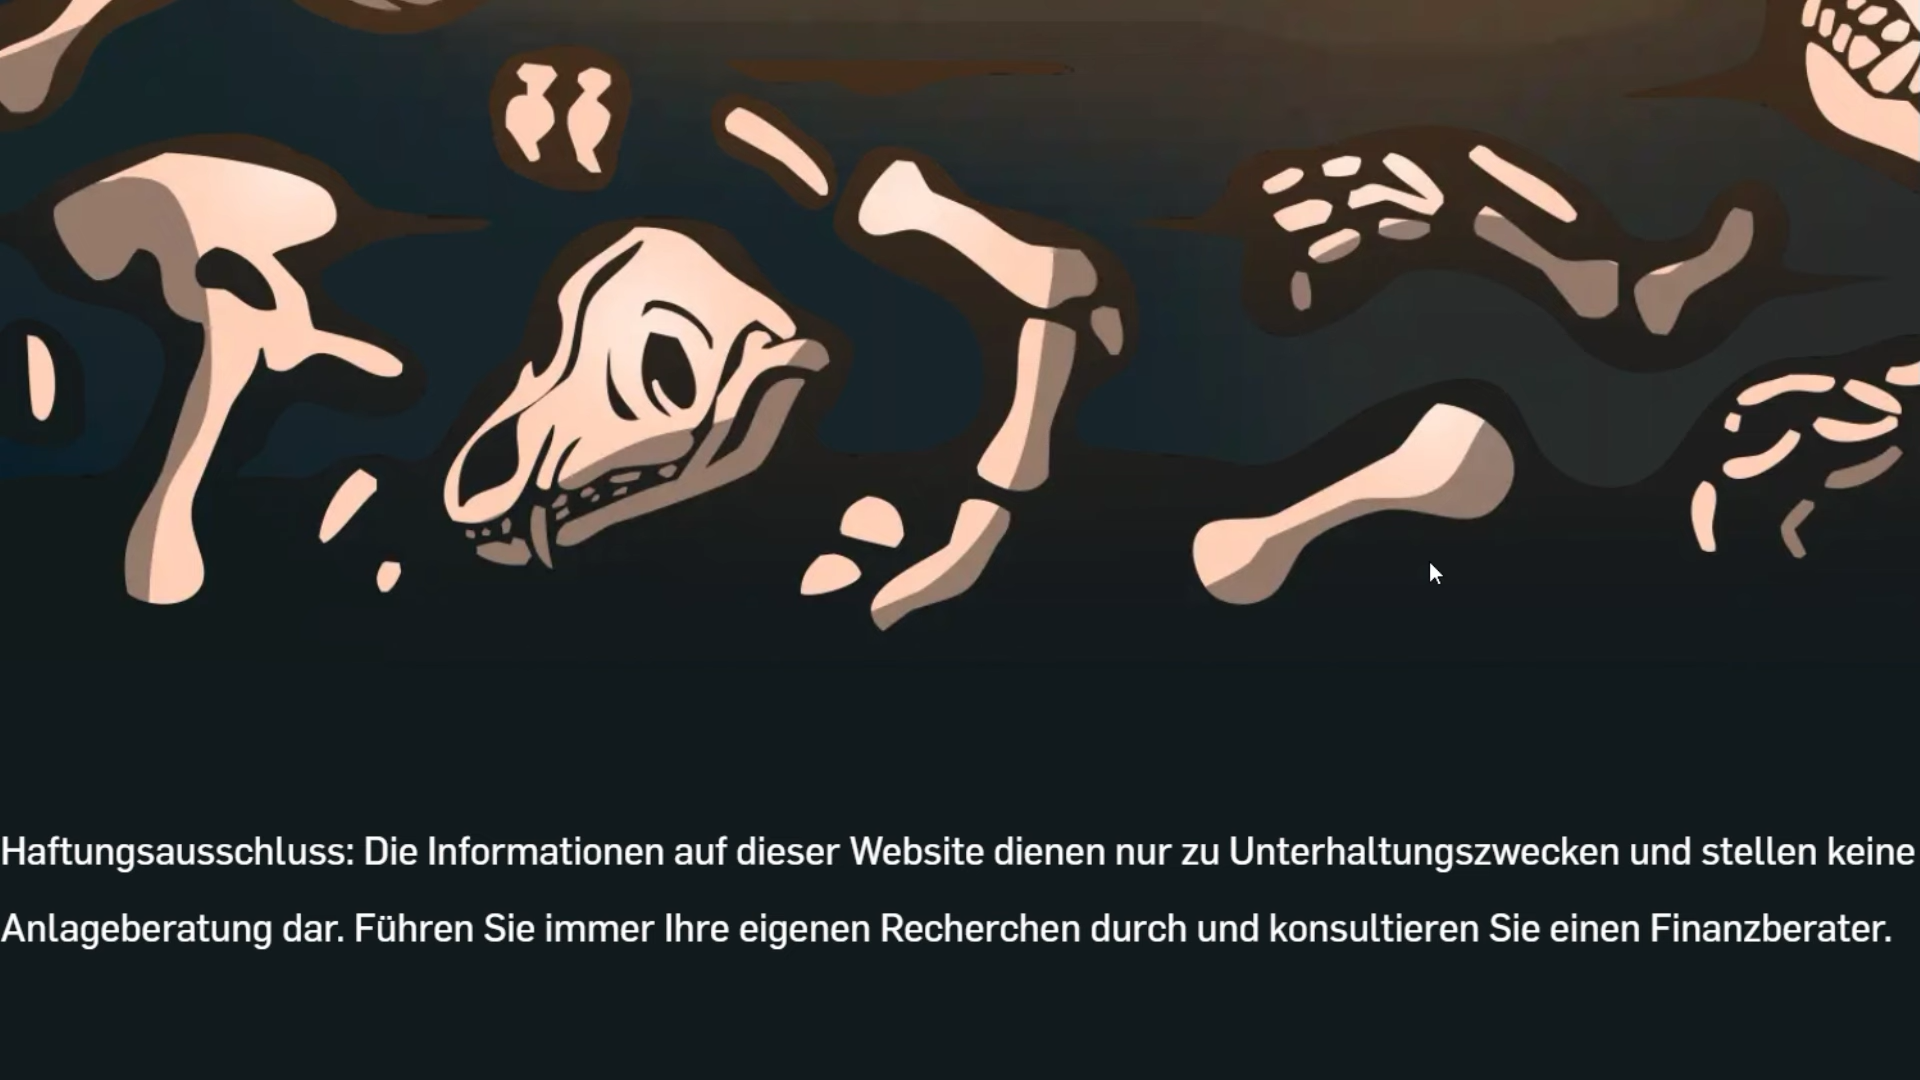 Haftungsausschluss: Die Informationen auf dieser Website dienen nur zu Unterhaltungszwecken und stellen keine
Anlageberatung dar. Führen Sie immer Ihre eigenen Recherchen durch und konsultieren Sie einen Finanzberater.